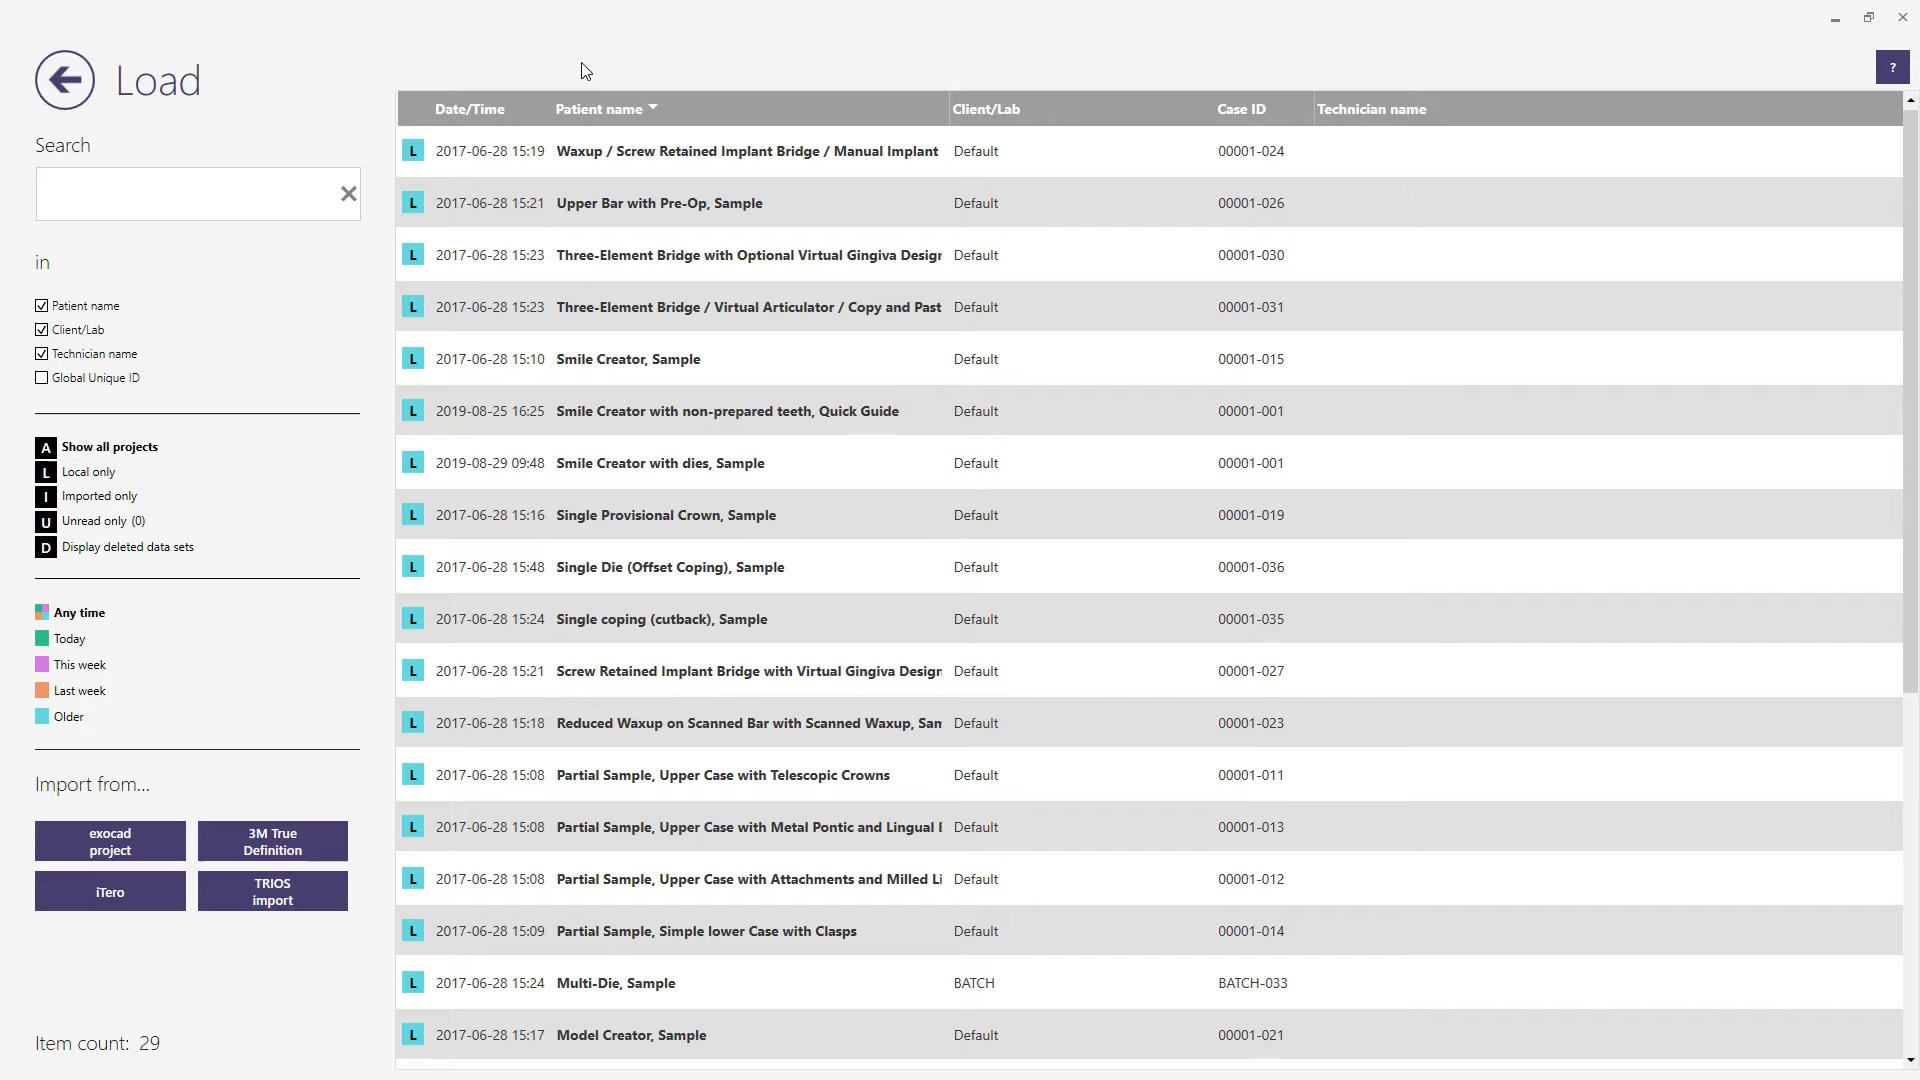 Load
?
Search
in
Patient name
Client/Lab
Technician name
Global Unique ID
A Show all projects
L Local only
I Imported only
U Unread only (0)
D Display deleted data sets
Any time
Today
This week
Last week
Older
Import from...
exocad
project
3M True
Definition
iTero
TRIOS
import
Item count: 29
Date/Time Patient name Client/Lab Case ID Technician name
L 2017-06-28 15:19 Waxup / Screw Retained Implant Bridge / Manual Implant Default 00001-024
L 2017-06-28 15:21 Upper Bar with Pre-Op, Sample Default 00001-026
L 2017-06-28 15:23 Three-Element Bridge with Optional Virtual Gingiva Design Default 00001-030
L 2017-06-28 15:23 Three-Element Bridge / Virtual Articulator / Copy and Past Default 00001-031
L 2017-06-28 15:10 Smile Creator, Sample Default 00001-015
L 2019-08-25 16:25 Smile Creator with non-prepared teeth, Quick Guide Default 00001-001
L 2019-08-29 09:48 Smile Creator with dies, Sample Default 00001-001
L 2017-06-28 15:16 Single Provisional Crown, Sample Default 00001-019
L 2017-06-28 15:48 Single Die (Offset Coping), Sample Default 00001-036
L 2017-06-28 15:24 Single coping (cutback), Sample Default 00001-035
L 2017-06-28 15:21 Screw Retained Implant Bridge with Virtual Gingiva Design Default 00001-027
L 2017-06-28 15:18 Reduced Waxup on Scanned Bar with Scanned Waxup, Sam Default 00001-023
L 2017-06-28 15:08 Partial Sample, Upper Case with Telescopic Crowns Default 00001-011
L 2017-06-28 15:08 Partial Sample, Upper Case with Metal Pontic and Lingual Default 00001-013
L 2017-06-28 15:08 Partial Sample, Upper Case with Attachments and Milled Li Default 00001-012
L 2017-06-28 15:09 Partial Sample, Simple lower Case with Clasps Default 00001-014
L 2017-06-28 15:24 Multi-Die, Sample BATCH BATCH-033
L 2017-06-28 15:17 Model Creator, Sample Default 00001-021